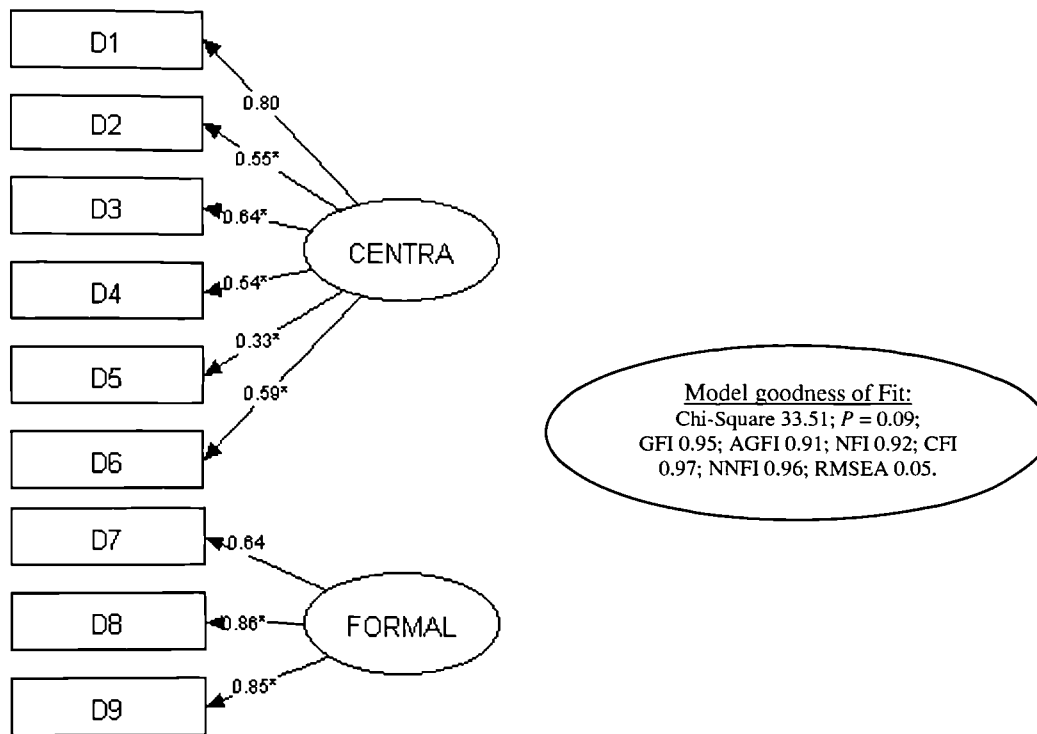 D1
0.80
D2
0.55*
D3
0.64*
CENTRA
D4
0.54*
D5
0.33*
0.59*
D6
Model goodness of Fit:
Chi-Square 33.51; P = 0.09;
GFI 0.95; AGFI 0.91; NFI 0.92; CFI
0.97; NNFI 0.96; RMSEA 0.05.
D7
0.64
D8
0.86*
FORMAL
D9
0.85*